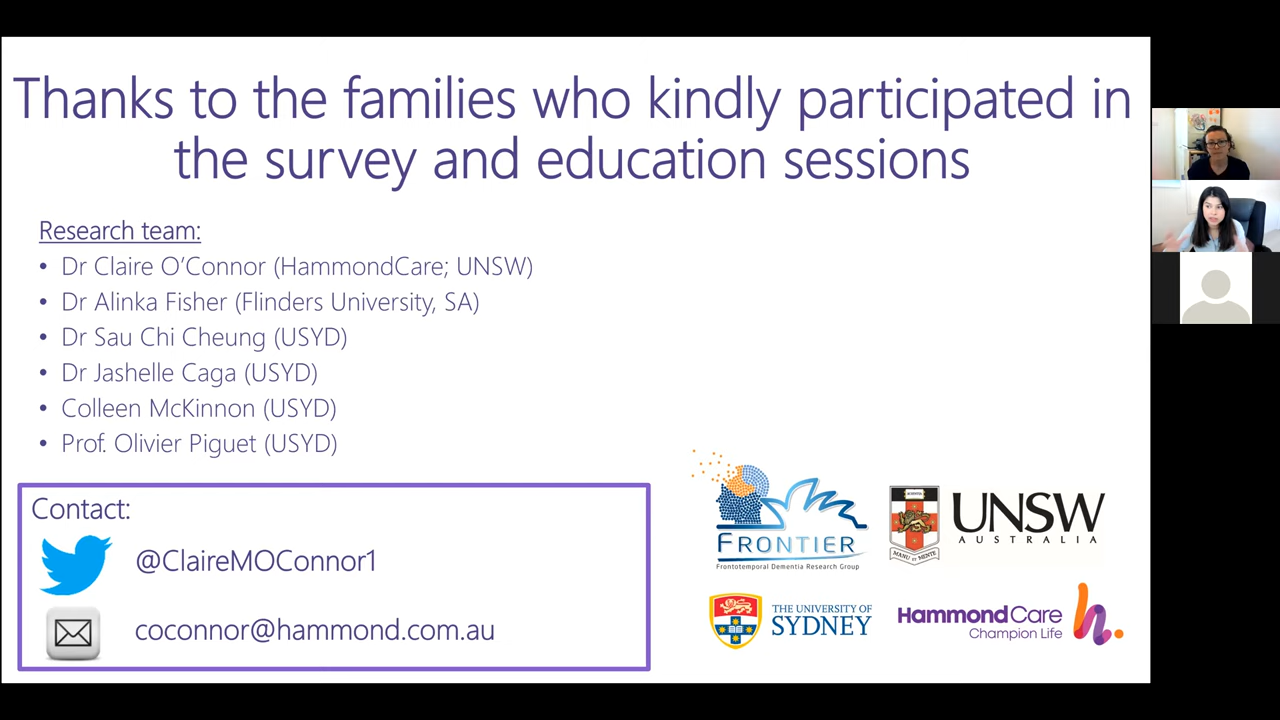 Thanks to the families who kindly participated in
the survey and education sessions
Research team:
• Dr Claire O’Connor (HammondCare; UNSW)
• Dr Alinka Fisher (Flinders University, SA)
• Dr Sau Chi Cheung (USYD)
• Dr Jashelle Caga (USYD)
• Colleen McKinnon (USYD)
• Prof. Olivier Piguet (USYD)
Contact:
@ClaireMOConnor1
coconnor@hammond.com.au
FRONTIER
Frontotemporal Dementia Research Group
MANU ET MENTE
UNSW
AUSTRALIA
THE UNIVERSITY OF
SYDNEY
HammondCare
Champion Life
h.